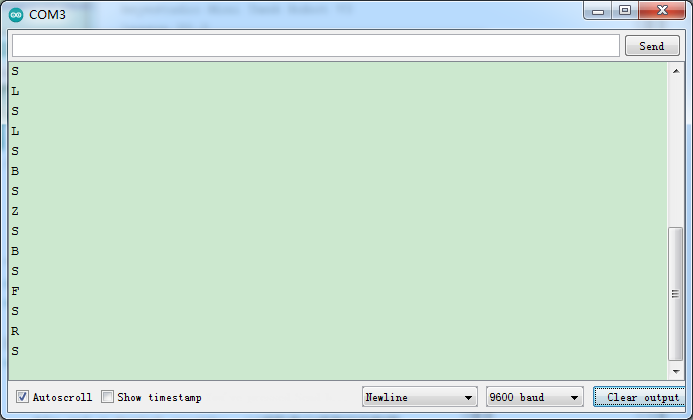 COM3
Send
S
L
S
L
S
B
S
Z
S
B
S
F
S
R
S
Autoscroll Show timestamp Newline 9600 baud Clear output